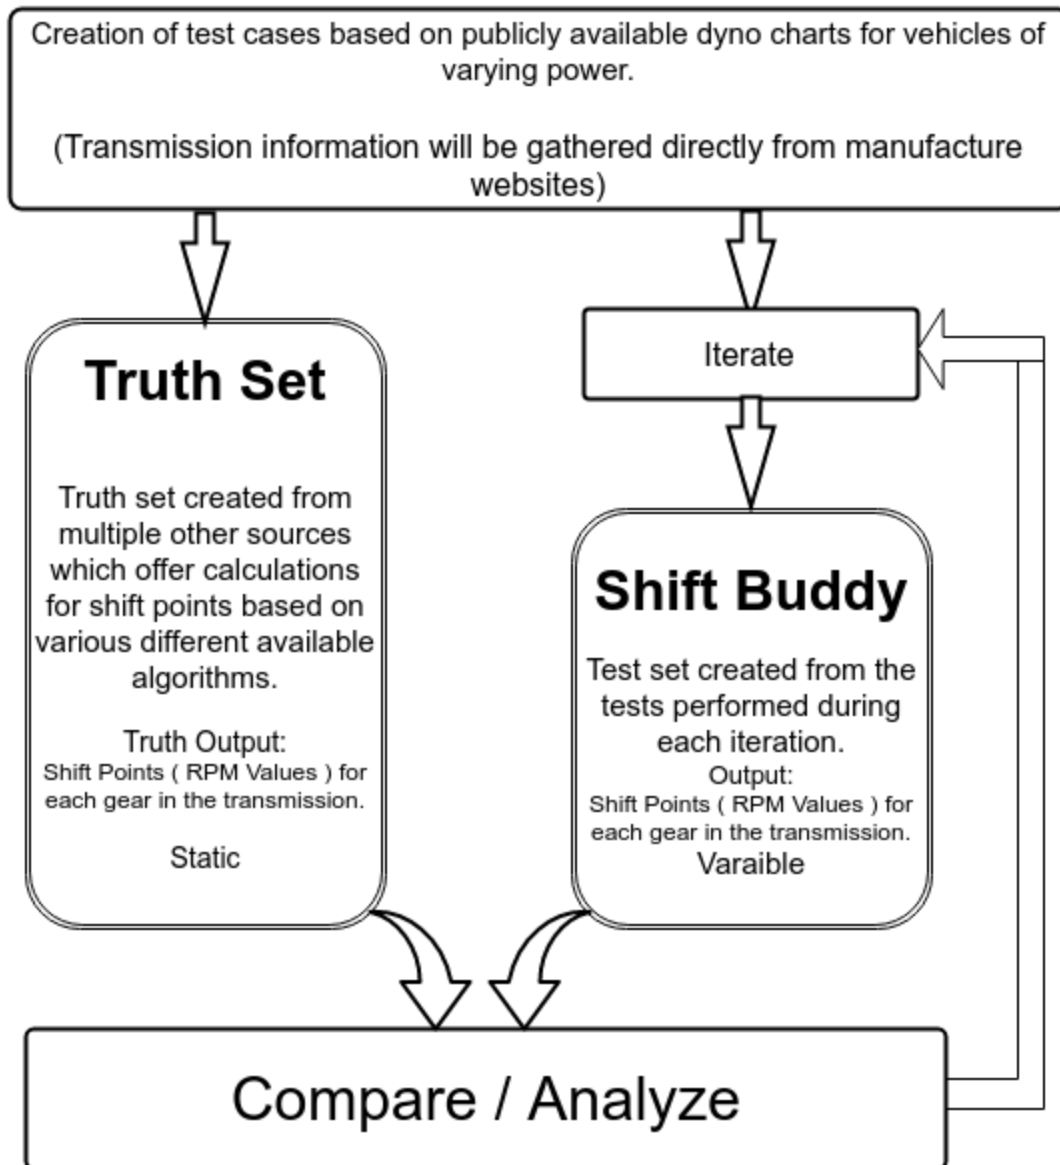 Creation of test cases based on publicly available dyno charts for vehicles of
varying power.
(Transmission information will be gathered directly from manufacture
websites)
Truth Set
Truth set created from
multiple other sources
which offer calculations
for shift points based on
various different available
algorithms.
Truth Output:
Shift Points ( RPM Values ) for
each gear in the transmission.
Static
Iterate
Shift Buddy
Test set created from the
tests performed during
each iteration.
Output:
Shift Points ( RPM Values ) for
each gear in the transmission.
Varaible
Compare / Analyze